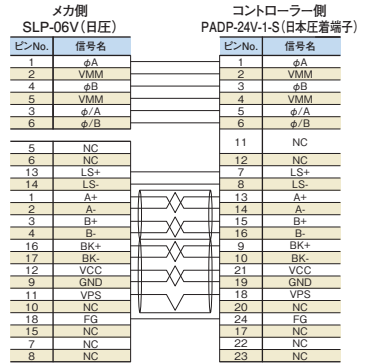 メカ側 コントローラー側
SLP-06V（日圧） PADP-24V-1-S（日本圧着端子）
ピンNo. 信号名 ピンNo. 信号名
1 φA 1 φA
2 VMM 2 VMM
4 φB 3 φB
5 VMM 4 VMM
3 φ/A 5 φ/A
6 φ/B 6 φ/B
11 NC
5 NC
6 NC 12 NC
13 LS+ 7 LS+
14 LS- 8 LS-
1 A+ 13 A+
2 A- 14 A-
3 B+ 15 B+
4 B- 16 B-
16 BK+ 9 BK+
17 BK- 10 BK-
12 VCC 21 VCC
9 GND 19 GND
11 VPS 18 VPS
10 NC 20 NC
18 FG 24 FG
15 NC 17 NC
7 NC 22 NC
8 NC 23 NC